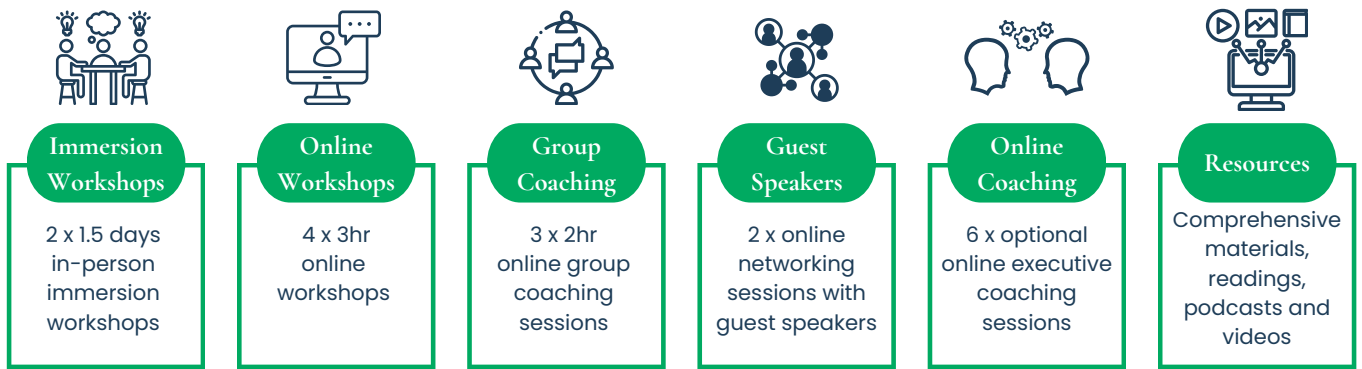 Immersion
Workshops
2 x 1.5 days
in-person
immersion
workshops
Online
Workshops
4 x 3hr
online
workshops
Group
Coaching
3 x 2hr
online group
coaching
sessions
Guest
Speakers
2 x online
networking
sessions with
guest speakers
Online
Coaching
6 x optional
online executive
coaching
sessions
Resources
Comprehensive
materials,
readings,
podcasts and
videos